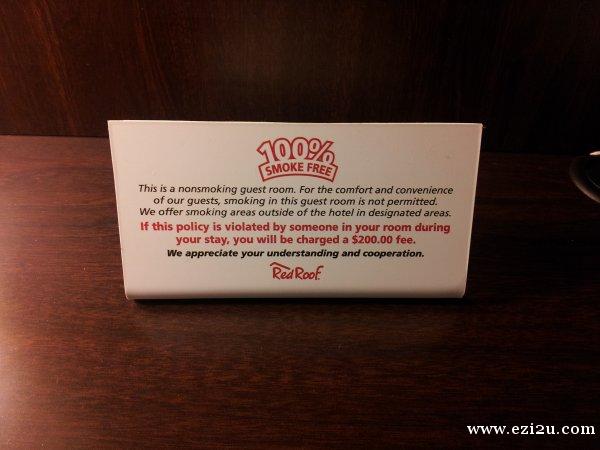 100%
SMOKE FREE
This is a nonsmoking guest room. For the comfort and convenience
of our guests, smoking in this guest room is not permitted.
We offer smoking areas outside of the hotel in designated areas.
If this policy is violated by someone in your room during
your stay, you will be charged a $200.00 fee.
We appreciate your understanding and cooperation.
Red Roof.
www.ezi2u.com